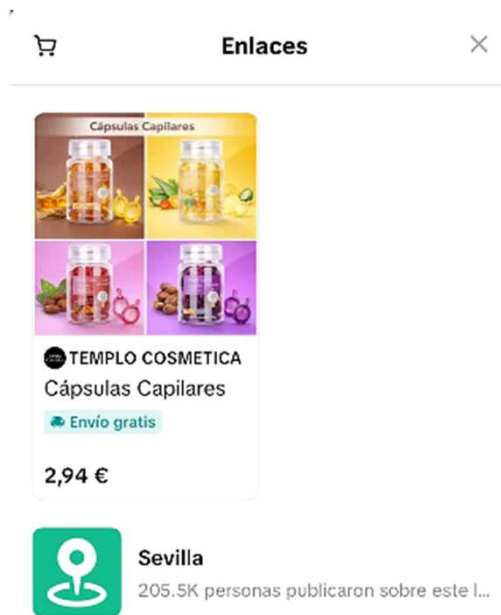 Enlaces
Cápsulas Capilares
TEMPLO COSMETICA
Cápsulas Capilares
Envío gratis
2,94 €
Sevilla
205.5K personas publicaron sobre este l...